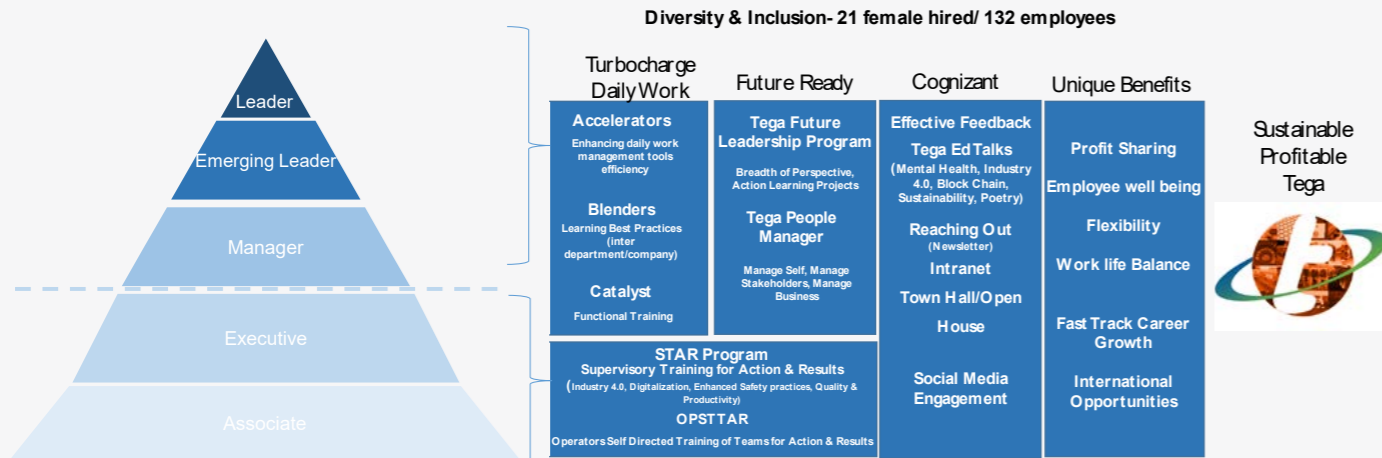 Diversity & Inclusion- 21 female hired/ 132 employees
Leader
Emerging Leader
Manager
Executive
Associate
Turbocharge
Daily Work
Accelerators
Enhancing daily work
management tools
efficiency
Blenders
Learning Best Practices
(inter
department/company)
Catalyst
Functional Training
Future Ready
Tega Future
Leadership Program
Breadth of Perspective,
Action Learning Projects
Tega People
Manager
Manage Self, Manage
Stakeholders, Manage
Business
STAR Program
Supervisory Training for Action & Results
(Industry 4.0, Digitalization, Enhanced Safety practices, Quality &
Productivity)
OPSTTAR
Operators Self Directed Training of Teams for Action & Results
Cognizant
Effective Feedback
Tega Ed Talks
(Mental Health, Industry
4.0, Block Chain,
Sustainability, Poetry)
Reaching Out
(Newsletter)
Intranet
Town Hall/Open
House
Social Media
Engagement
Unique Benefits
Profit Sharing
Employee well being
Flexibility
Work life Balance
Fast Track Career
Growth
International
Opportunities
Sustainable
Profitable
Tega